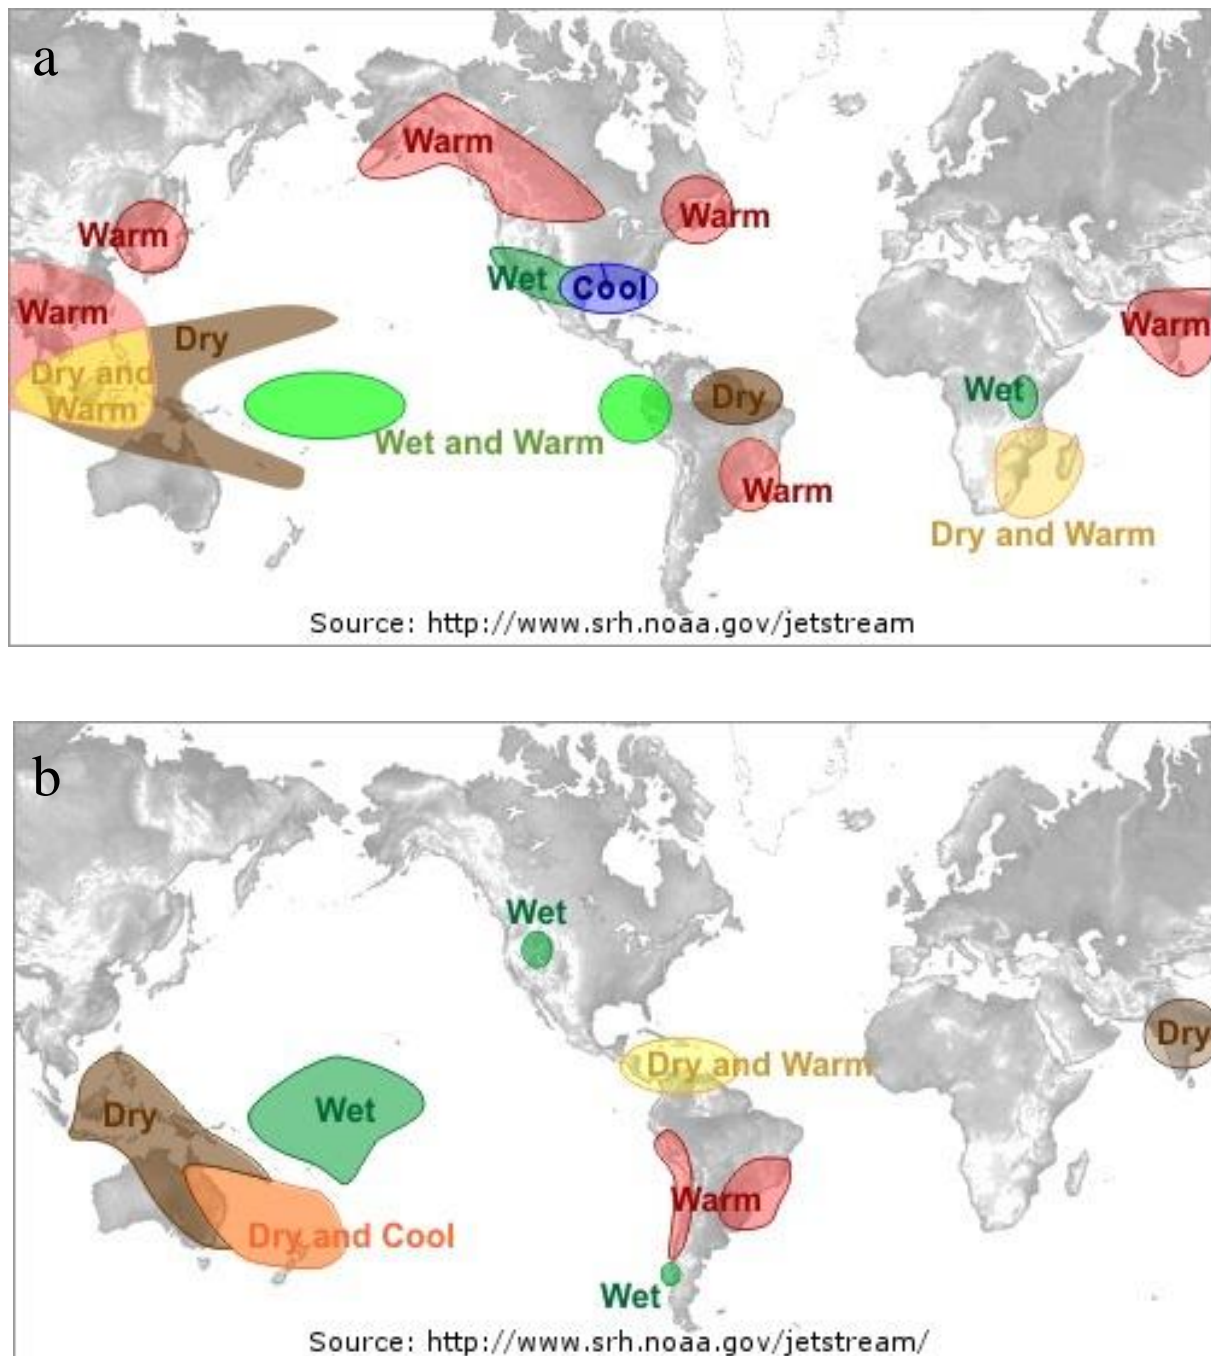 a
Warm
Warm
Warm
Wet
Cool
Warm
Warm
Dry
Dry and
Warm
Dry
Wet
Wet and Warm
Warm
Dry and Warm
Source: http://www.srh.noaa.gov/jetstream
b
Wet
Dry
Dry and Warm
Dry
Wet
Warm
Dry and Cool
Wet
Source: http://www.srh.noaa.gov/jetstream/